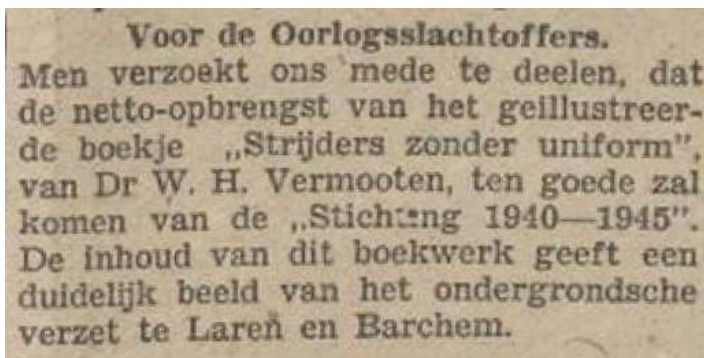 Voor de Oorlogsslachtoffers.
Men verzoekt ons mede te deelen, dat
de netto-opbrengst van het geillustreer-
de boekje „Strijders zonder uniform”,
van Dr W. H. Vermooten, ten goede zal
komen van de „Stichting 1940—1945”.
De inhoud van dit boekwerk geeft een
duidelijk beeld van het ondergrondsche
verzet te Laren en Barchem.